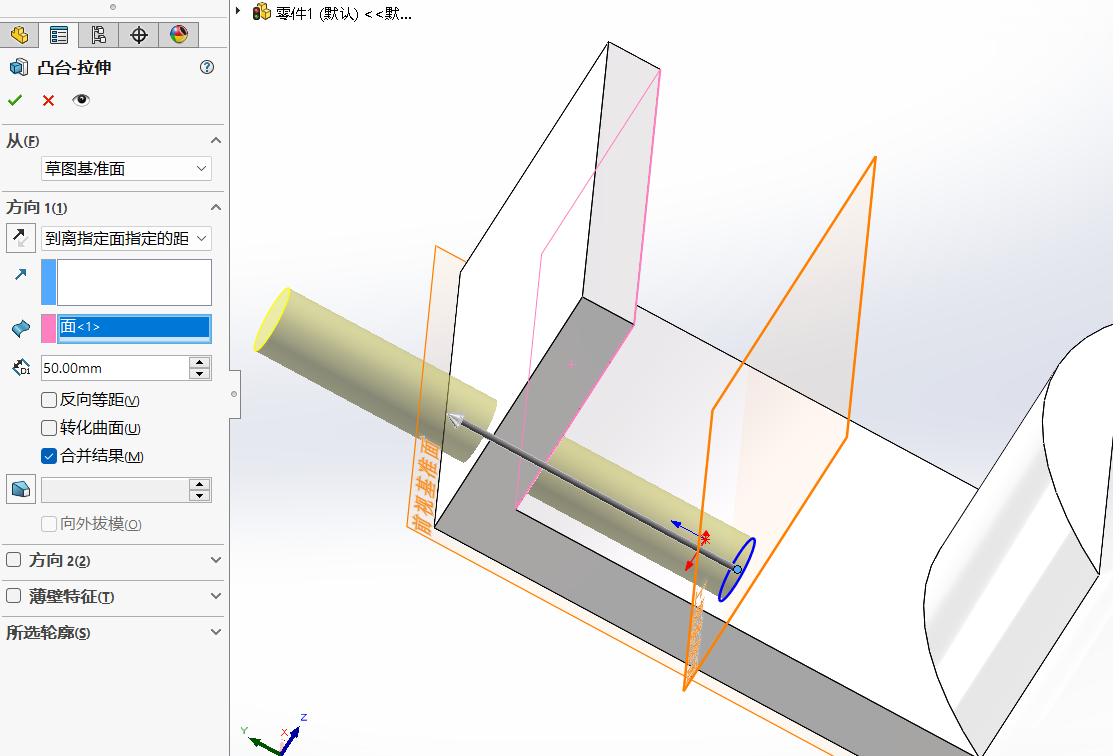 零件1 (默认) <<默...
凸台-拉伸
从(F)
草图基准面
方向 1(1)
到离指定面指定的距
面<1>
D1
50.00mm
反向等距(V)
转化曲面(U)
合并结果(M)
向外拔模(O)
方向 2(2)
薄壁特征(T)
所选轮廓(S)
前视基准面
Y
X
Z